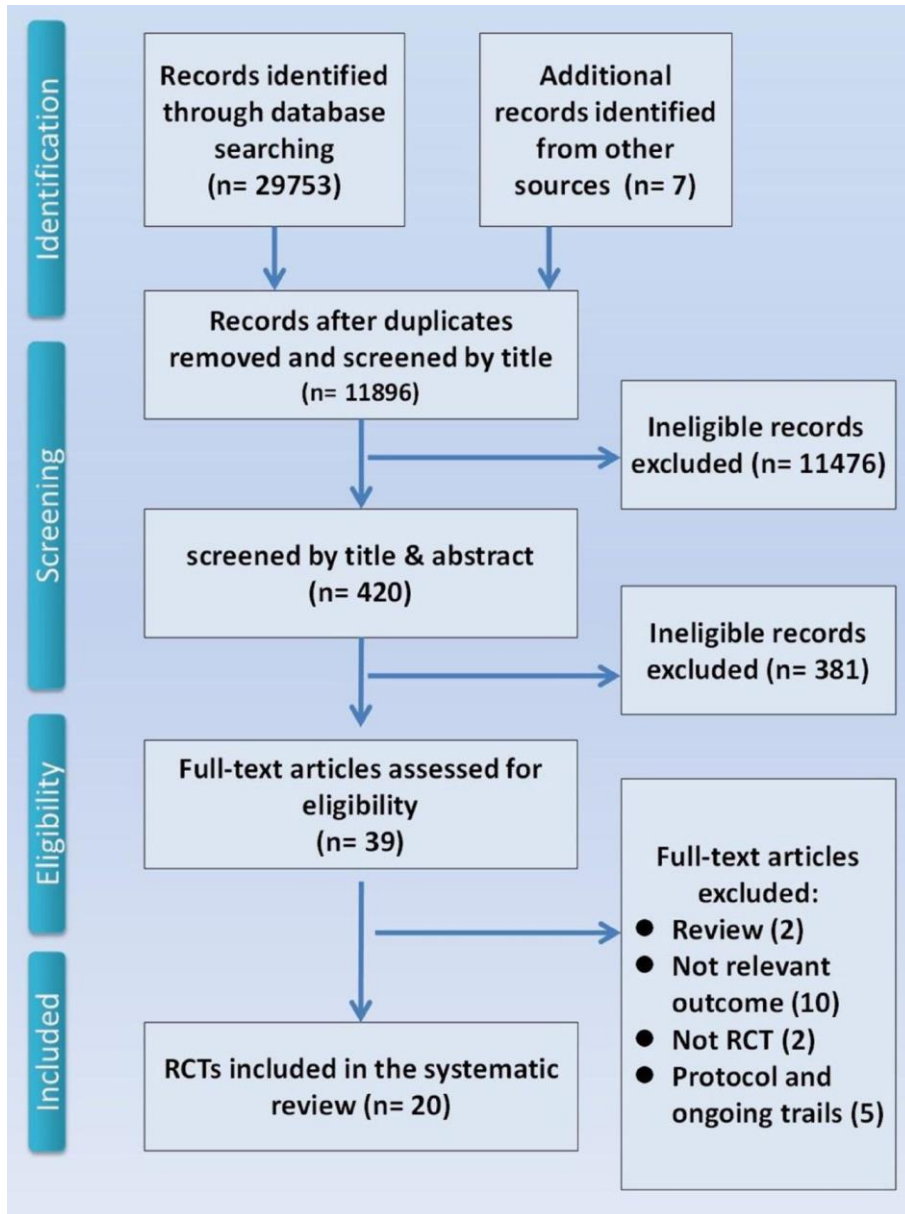 Identification
Records identified
through database
searching
(n= 29753)
Additional
records identified
from other
sources (n= 7)
Records after duplicates
removed and screened by title
(n= 11896)
Screening
Ineligible records
excluded (n= 11476)
screened by title & abstract
(n= 420)
Ineligible records
excluded (n= 381)
Eligibility
Full-text articles assessed for
eligibility
(n= 39)
Full-text articles
excluded:
● Review (2)
● Not relevant
outcome (10)
● Not RCT (2)
● Protocol and
ongoing trails (5)
Included
RCTs included in the systematic
review (n= 20)